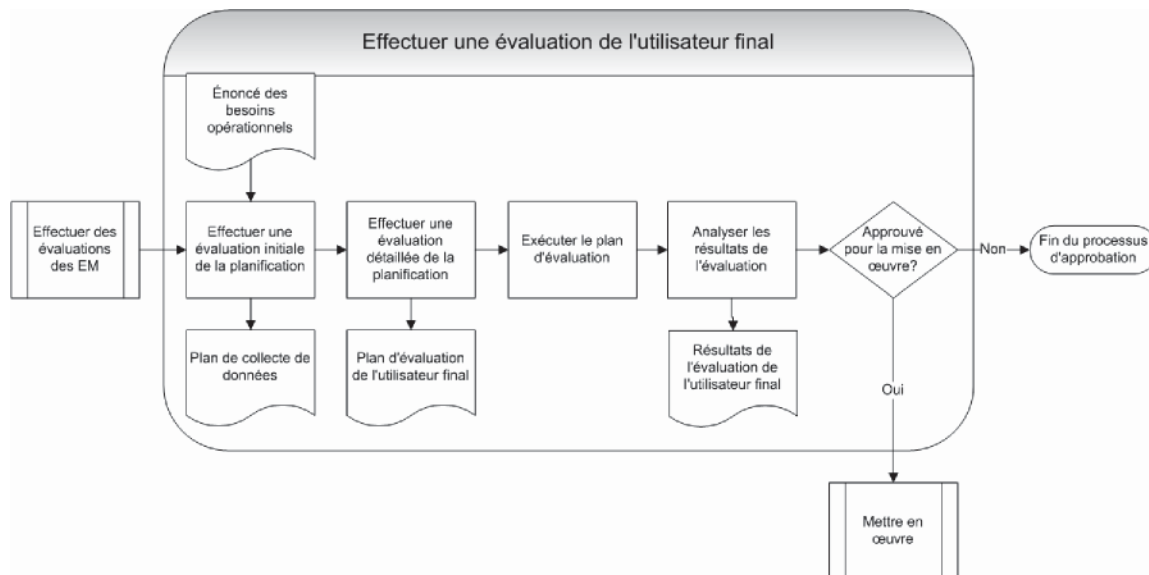 Effectuer une évaluation de l'utilisateur final
Énoncé des
besoins
opérationnels
Effectuer des
évaluations
des EM
Effectuer une
évaluation initiale
de la planification
Effectuer une
évaluation
détaillée de la
planification
Exécuter le plan
d'évaluation
Analyser les
résultats de
l'évaluation
Approuvé
pour la mise en
œuvre?
Non
Fin du processus
d'approbation
Plan de collecte de
données
Plan d'évaluation
de l'utilisateur final
Résultats de
l'évaluation de
l'utilisateur final
Oui
Mettre en
œuvre